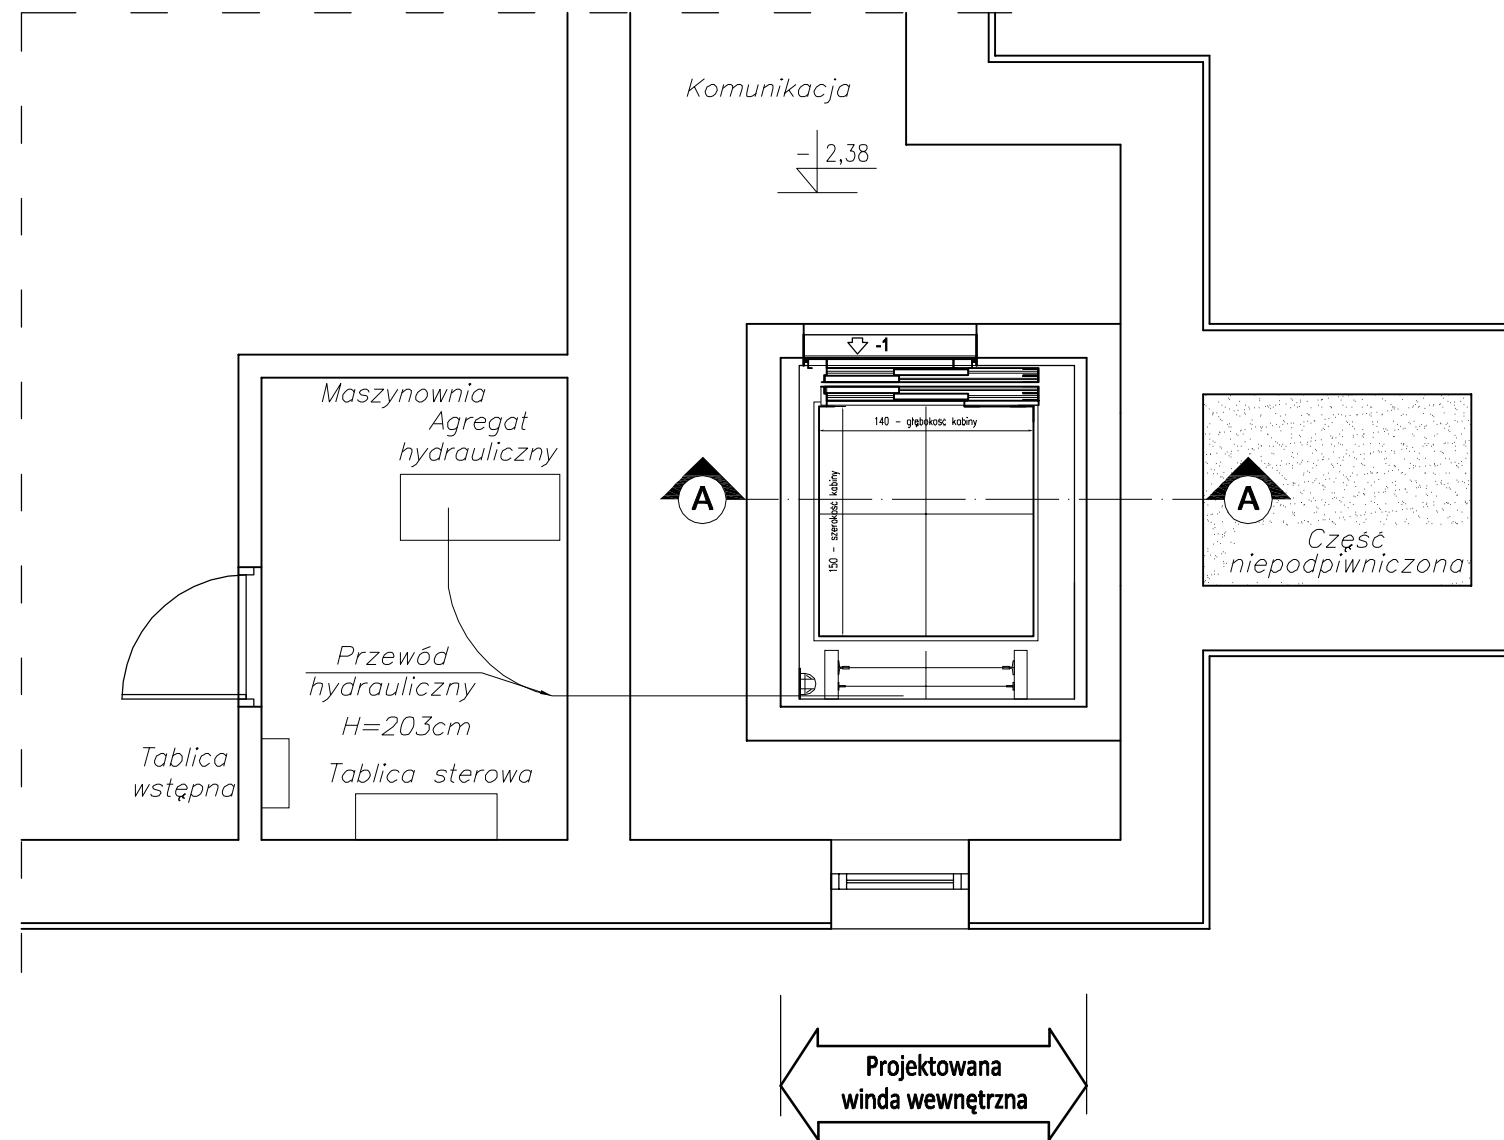 Komunikacja
- 2,38
-1
Maszynownia
Agregat
hydrauliczny
140 - głębokosc kabiny
150 - szerokość kabiny
A
A
Część
niepodpiwniczona
Przewód
hydrauliczny
H=203cm
Tablica
wstępna
Tablica sterowa
Projektowana
winda wewnętrzna